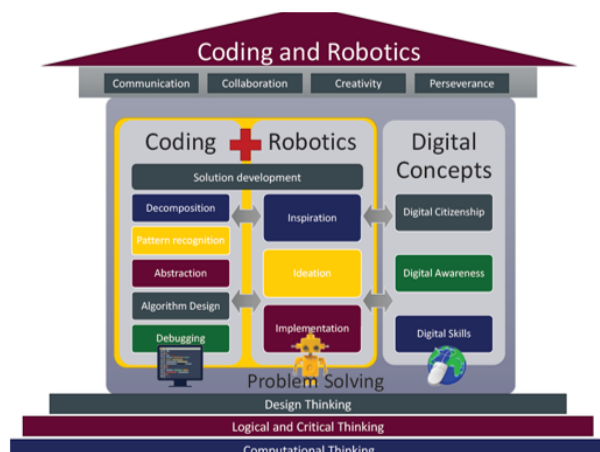 Coding and Robotics
Communication
Collaboration
Creativity
Perseverance
Coding
Robotics
Solution development
Decomposition
Pattern recognition
Abstraction
Algorithm Design
Debugging
Inspiration
Ideation
Implementation
Digital
Concepts
Digital Citizenship
Digital Awareness
Digital Skills
Problem Solving
Design Thinking
Logical and Critical Thinking
Computational Thinking